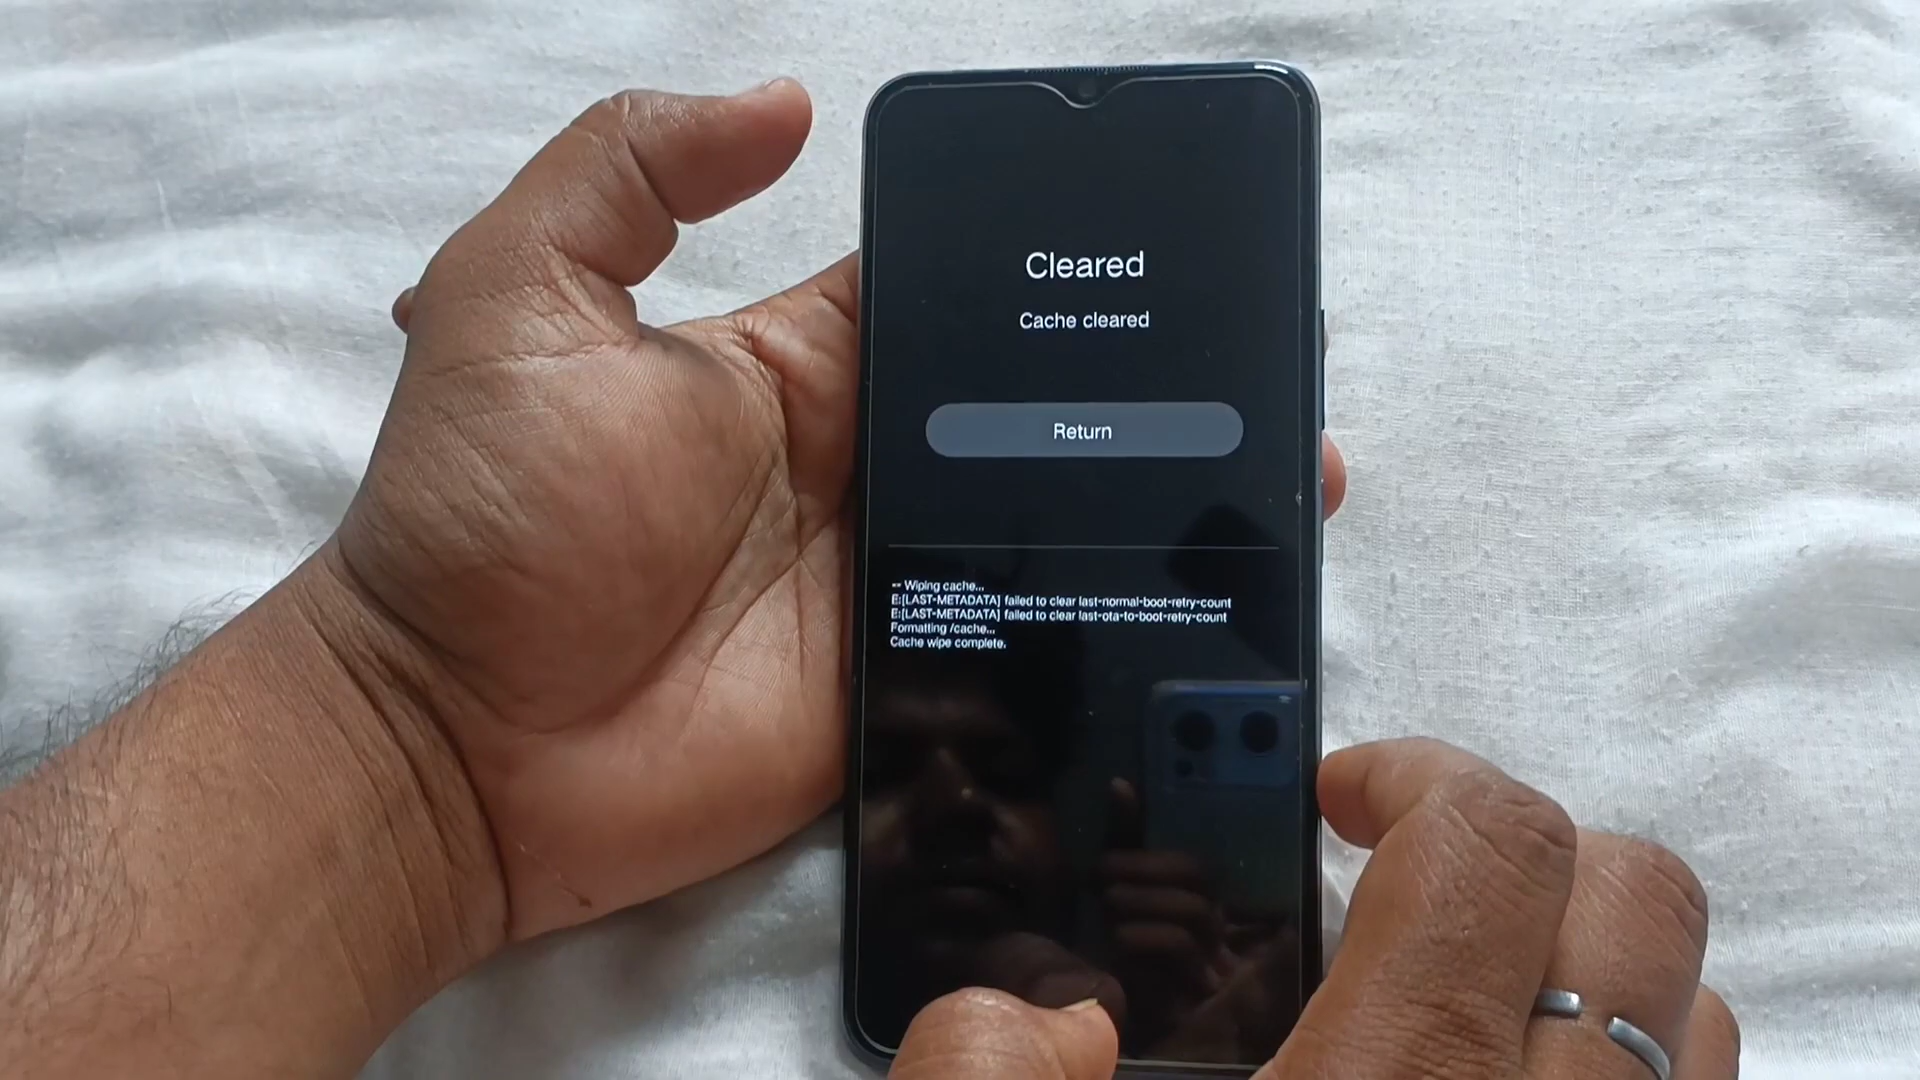 Cleared
Cache cleared
Return
-- Wiping cache...
E:[LAST-METADATA] failed to clear last-normal-boot-retry-count
E:[LAST-METADATA] failed to clear last-ota-to-boot-retry-count
Formatting /cache...
Cache wipe complete.